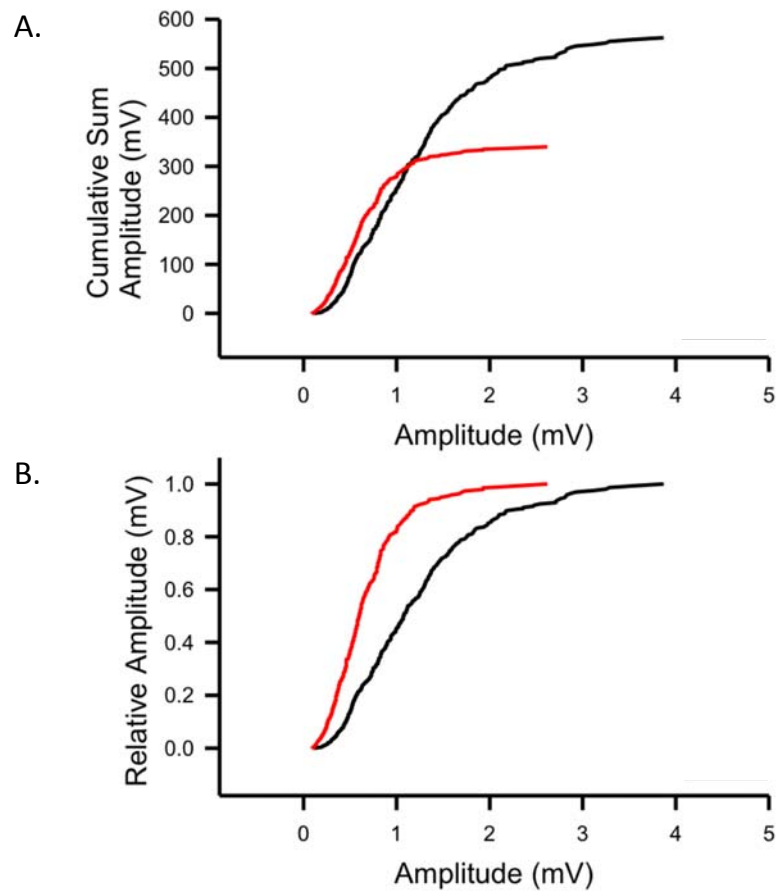 A.
Cumulative Sum
Amplitude (mV)
600
500
400
300
200
100
0
0 1 2 3 4 5
Amplitude (mV)
B.
Relative Amplitude (mV)
1.0
0.8
0.6
0.4
0.2
0.0
0 1 2 3 4 5
Amplitude (mV)